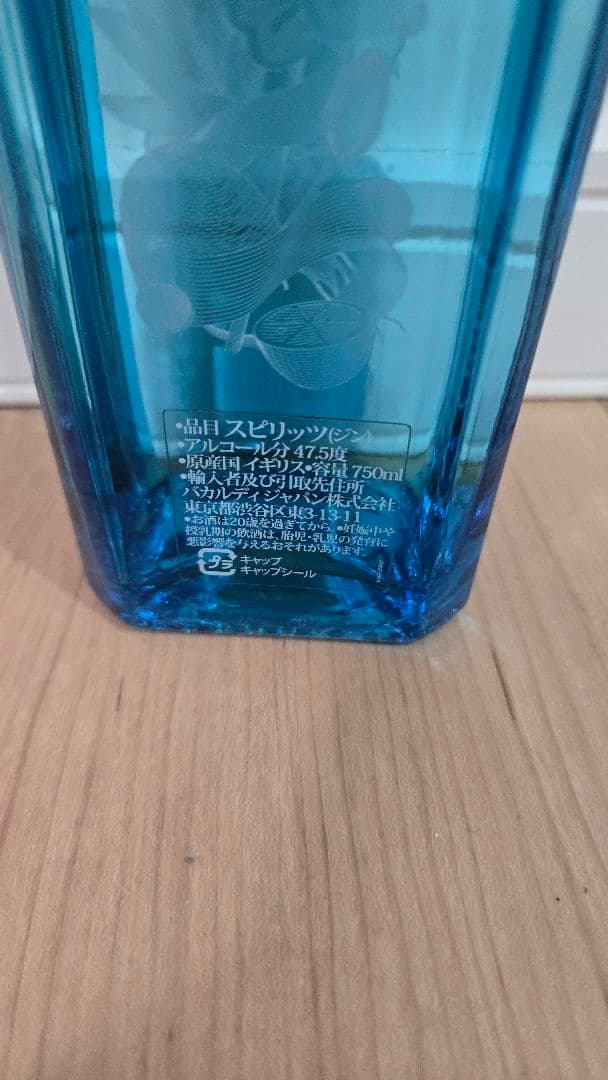 •品目 スピリッツ(ジン)
•アルコール分 47.5度
•原産国 イギリス•容量 750ml
•輸入者及び引取先住所
バカルディジャパン株式会社
東京都渋谷区東3-13-11
•お酒は20歳を過ぎてから。•妊娠中や
授乳期の飲酒は、胎児・乳児の発育に
悪影響を与えるおそれがあります。
プラ
キャップ
キャップシール